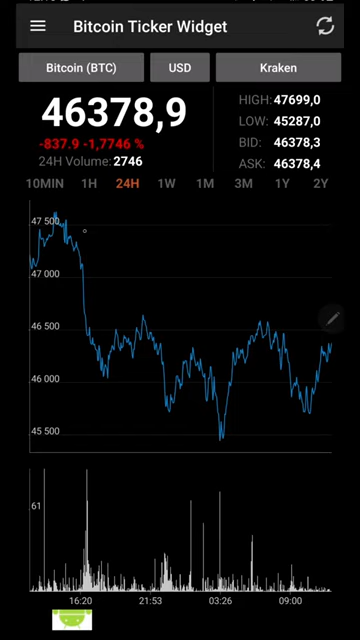 Bitcoin Ticker Widget
Bitcoin (BTC) USD Kraken
46378,9
-837.9 -1,7746 %
24H Volume: 2746
HIGH: 47699,0
LOW: 45287,0
BID: 46378,3
ASK: 46378,4
10MIN 1H 24H 1W 1M 3M 1Y 2Y
47 500
47 000
46 500
46 000
45 500
61
16:20 21:53 03:26 09:00